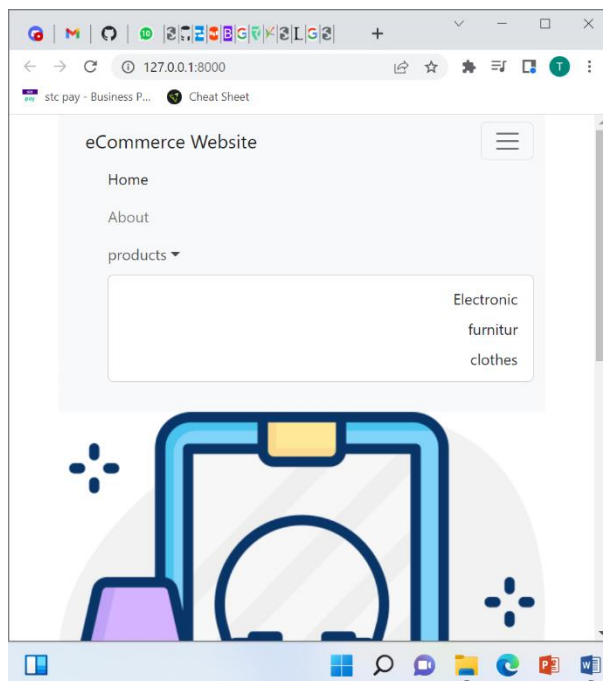 127.0.0.1:8000
T
stc pay - Business P...
Cheat Sheet
eCommerce Website
Home
About
products
Electronic
furnitur
clothes